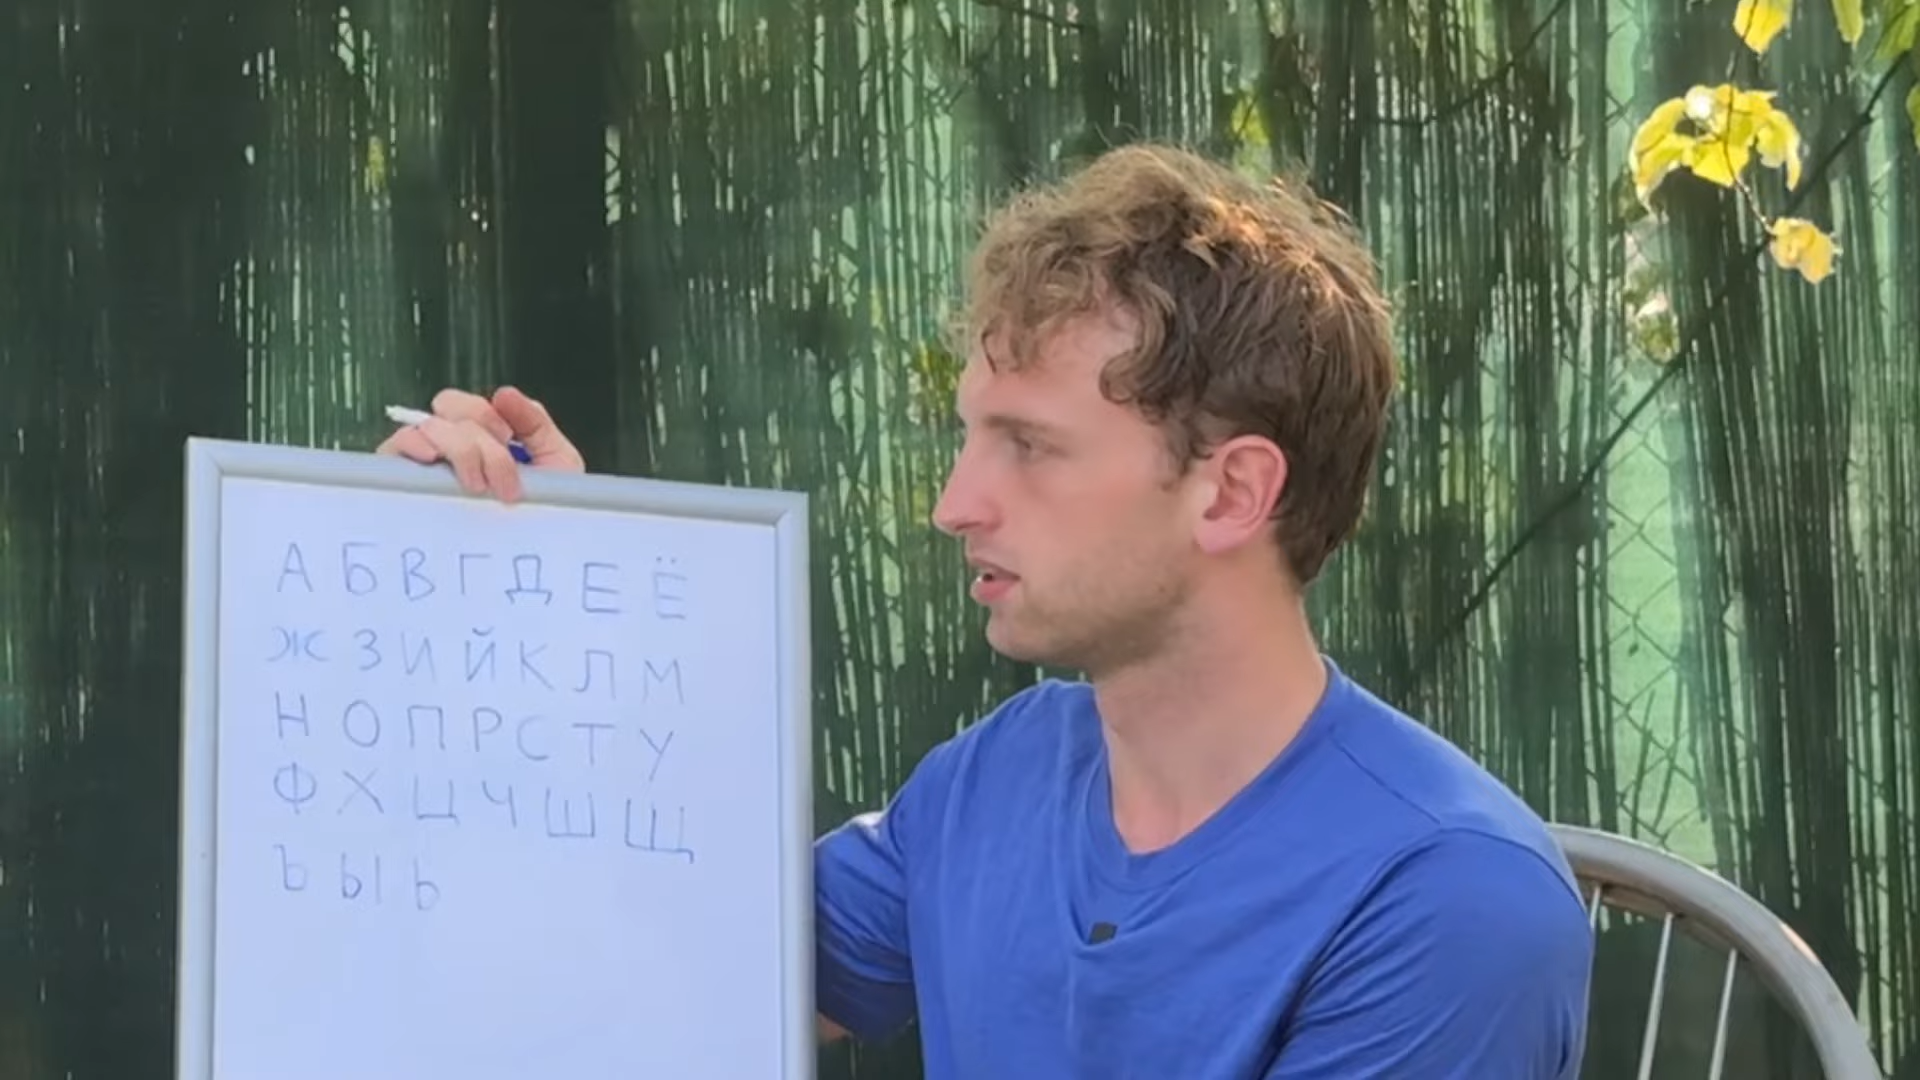 А Б В Г Д Е Ё
Ж З И Й К Л М
Н О П Р С Т У
Ф Х Ц Ч Ш Щ
Ъ Ы Ь